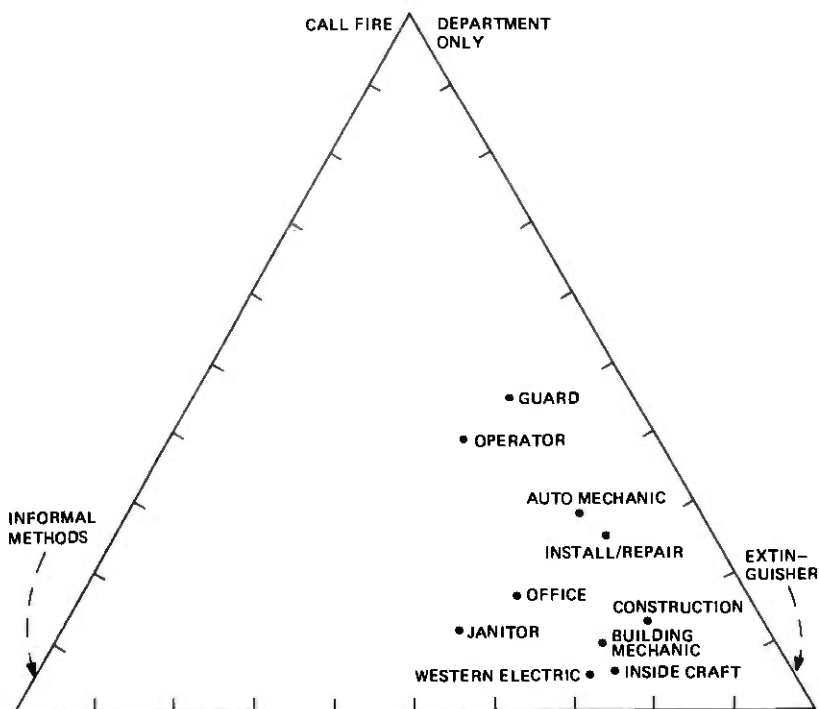 CALL FIRE DEPARTMENT
ONLY
GUARD
OPERATOR
AUTO MECHANIC
INSTALL/REPAIR
INFORMAL
METHODS
EXTIN-
GUISHER
OFFICE
CONSTRUCTION
JANITOR
BUILDING
MECHANIC
WESTERN ELECTRIC
INSIDE CRAFT